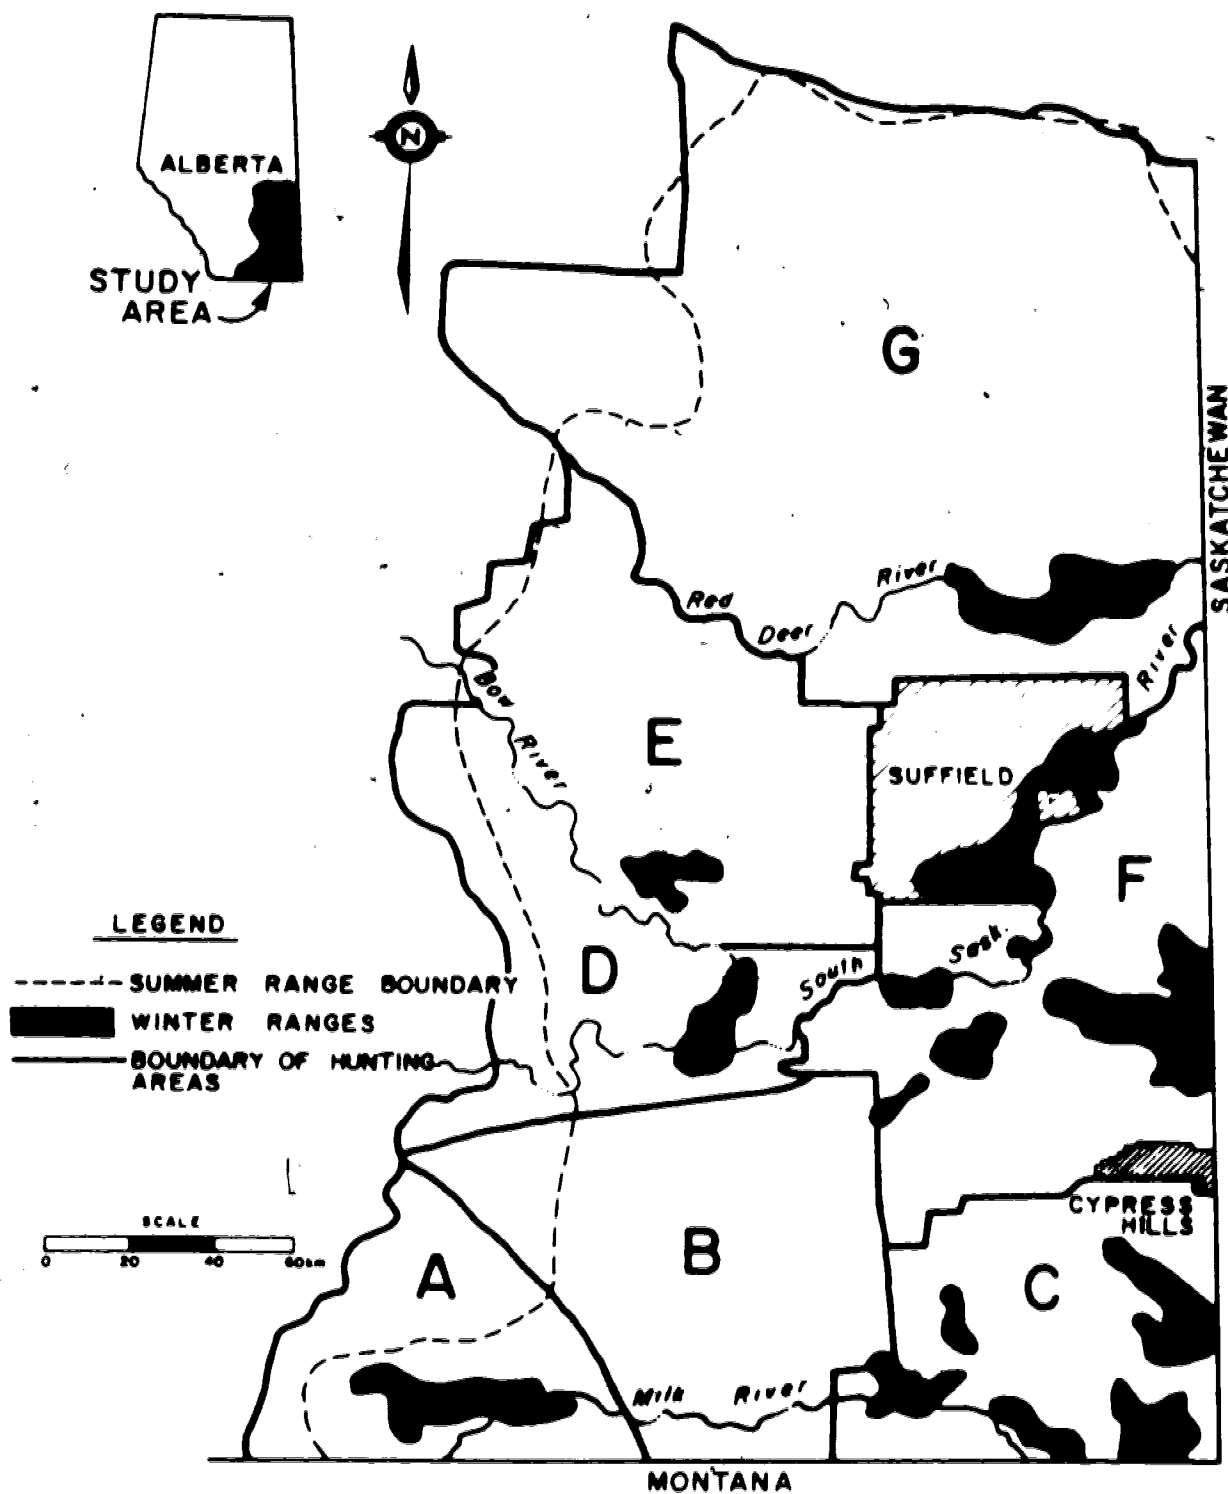 N
ALBERTA
STUDY
AREA
G
SASKATCHEWAN
River
Red
Deer
River
Bow
River
E
SUFFIELD
F
LEGEND
SUMMER RANGE BOUNDARY
WINTER RANGES
BOUNDARY OF HUNTING
AREAS
D
South
Sask.
CYPRESS
HILLS
SCALE
0 20 40 60km
A
B
C
Milk River
MONTANA